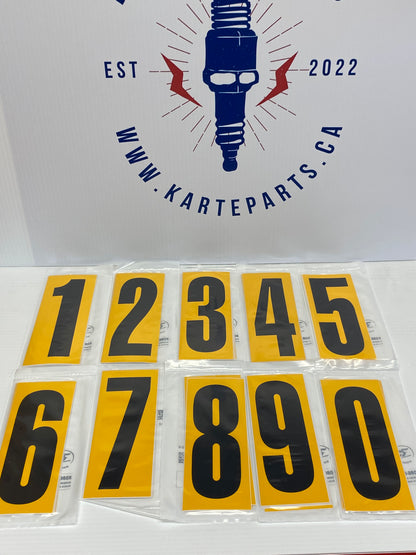 EST 2022
WWW.KARTEPARTS.CA
1 2 3 4 5
6 7 8 9 0